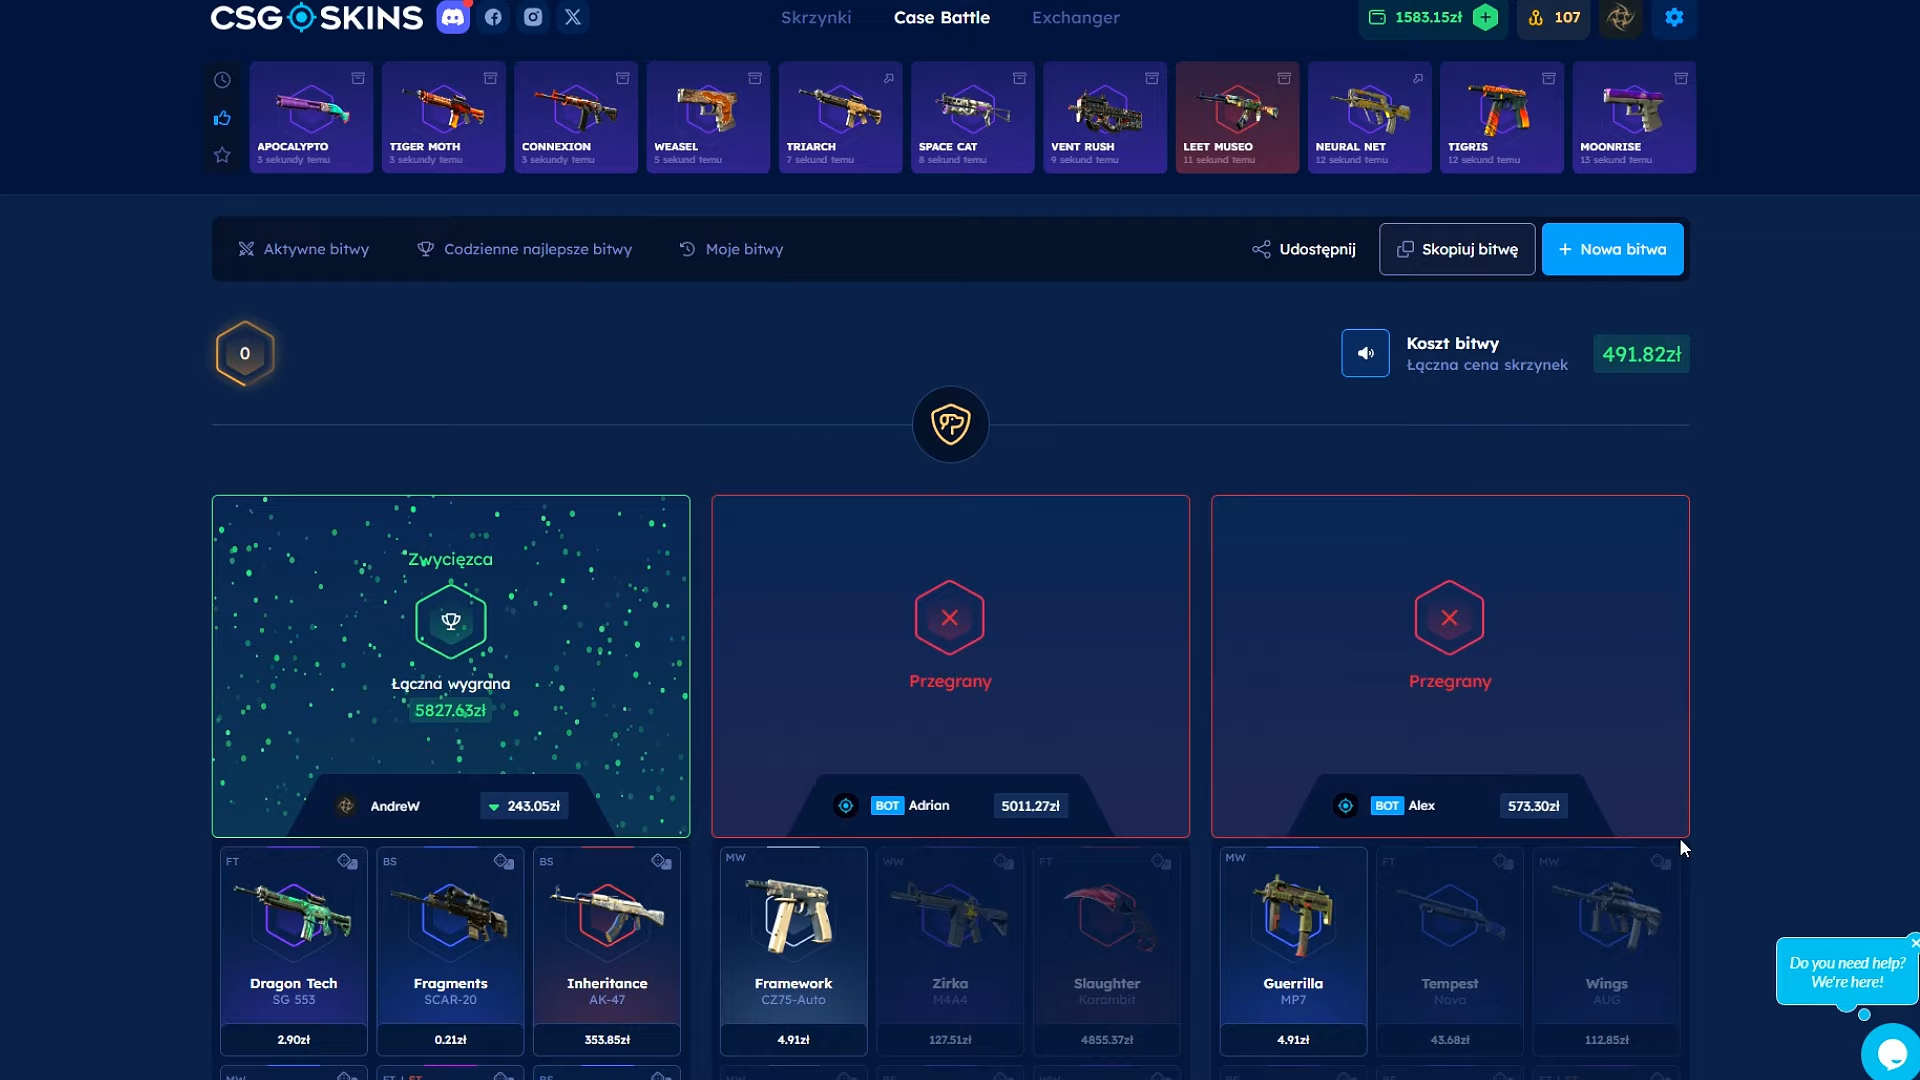 CSG SKINS
Skrzynki
Case Battle
Exchanger
1583.15zł
107
APOCALYPTO
3 sekundy temu
TIGER MOTH
3 sekundy temu
CONNEXION
3 sekundy temu
WEASEL
5 sekund temu
TRIARCH
7 sekund temu
SPACE CAT
8 sekund temu
VENT RUSH
9 sekund temu
LEET MUSEO
11 sekund temu
NEURAL NET
12 sekund temu
TIGRIS
12 sekund temu
MOONRISE
13 sekund temu
Aktywne bitwy
Codzienne najlepsze bitwy
Moje bitwy
Udostępnij
Skopiuj bitwę
+ Nowa bitwa
0
Koszt bitwy
Łączna cena skrzynek
491.82zł
Zwycięzca
Łączna wygrana
5827.63zł
AndreW
243.05zł
Przegrany
BOT Adrian
5011.27zł
Przegrany
BOT Alex
573.30zł
FT
Dragon Tech
SG 553
2.90zł
BS
Fragments
SCAR-20
0.21zł
BS
Inheritance
AK-47
353.85zł
MW
Framework
CZ75-Auto
4.91zł
WW
Zirka
M4A4
127.51zł
FT
Slaughter
Karambit
4855.37zł
MW
Guerrilla
MP7
4.91zł
FT
Tempest
Nova
43.68zł
MW
Wings
AUG
112.85zł
Do you need help?
We're here!